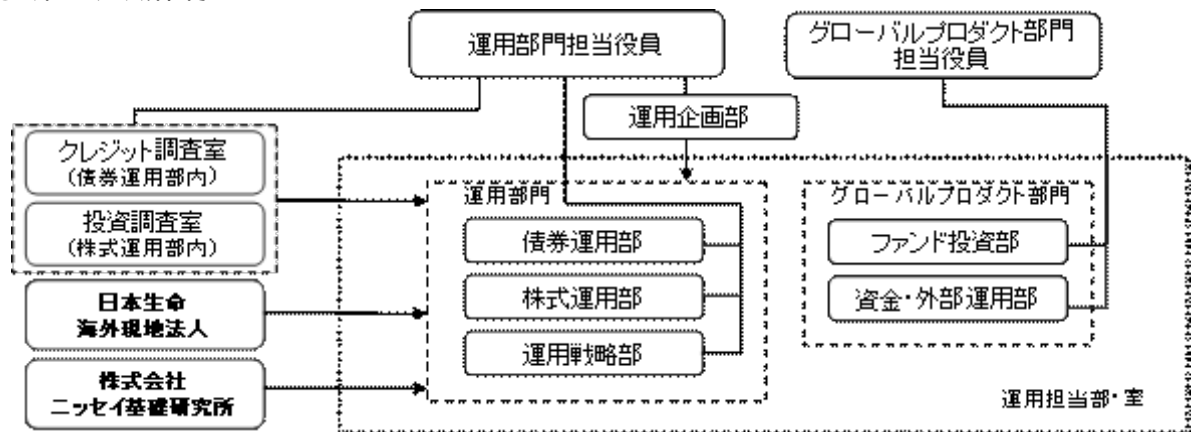 運用部門担当役員
グローバルプロダクト部門
担当役員
運用企画部
クレジット調査室
(債券運用部内)
投資調査室
(株式運用部内)
日本生命
海外現地法人
株式会社
ニッセイ基礎研究所
運用部門
債券運用部
株式運用部
運用戦略部
グローバルプロダクト部門
ファンド投資部
資金・外部運用部
運用担当部・室